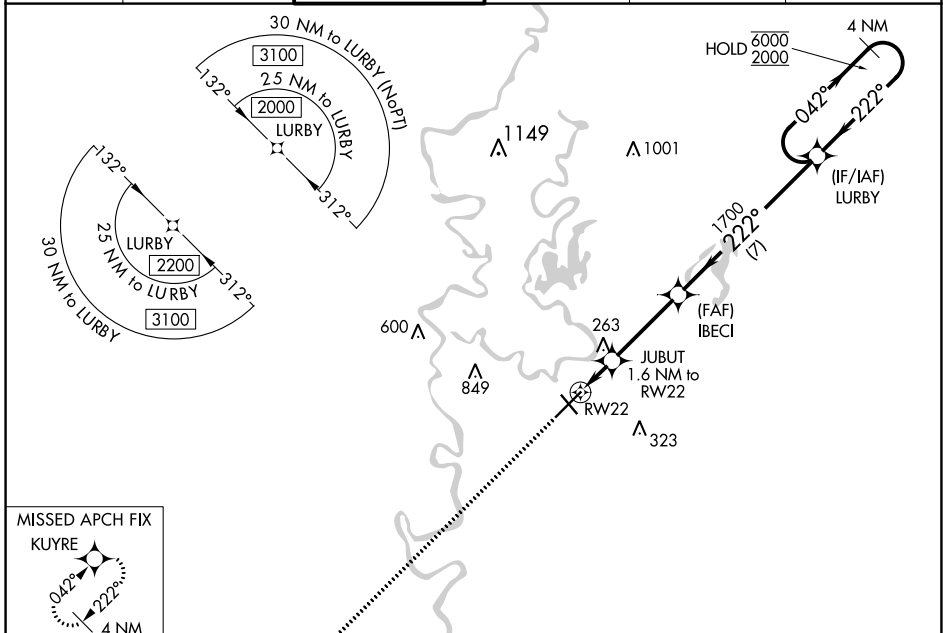 30 NM to LURBY (NoPT)
3100
132°
25 NM to LURBY
2000
LURBY
312°
132°
LURBY
2200
312°
25 NM to LURBY
30 NM to LURBY
3100
HOLD 6000
2000
4 NM
042°
222°
(IF/IAF)
LURBY
1149
1001
1700
222°
(7)
(FAF)
IBECI
263
JUBUT
1.6 NM to
RW22
RW22
600
849
323
MISSED APCH FIX
KUYRE
042°
222°
4 NM